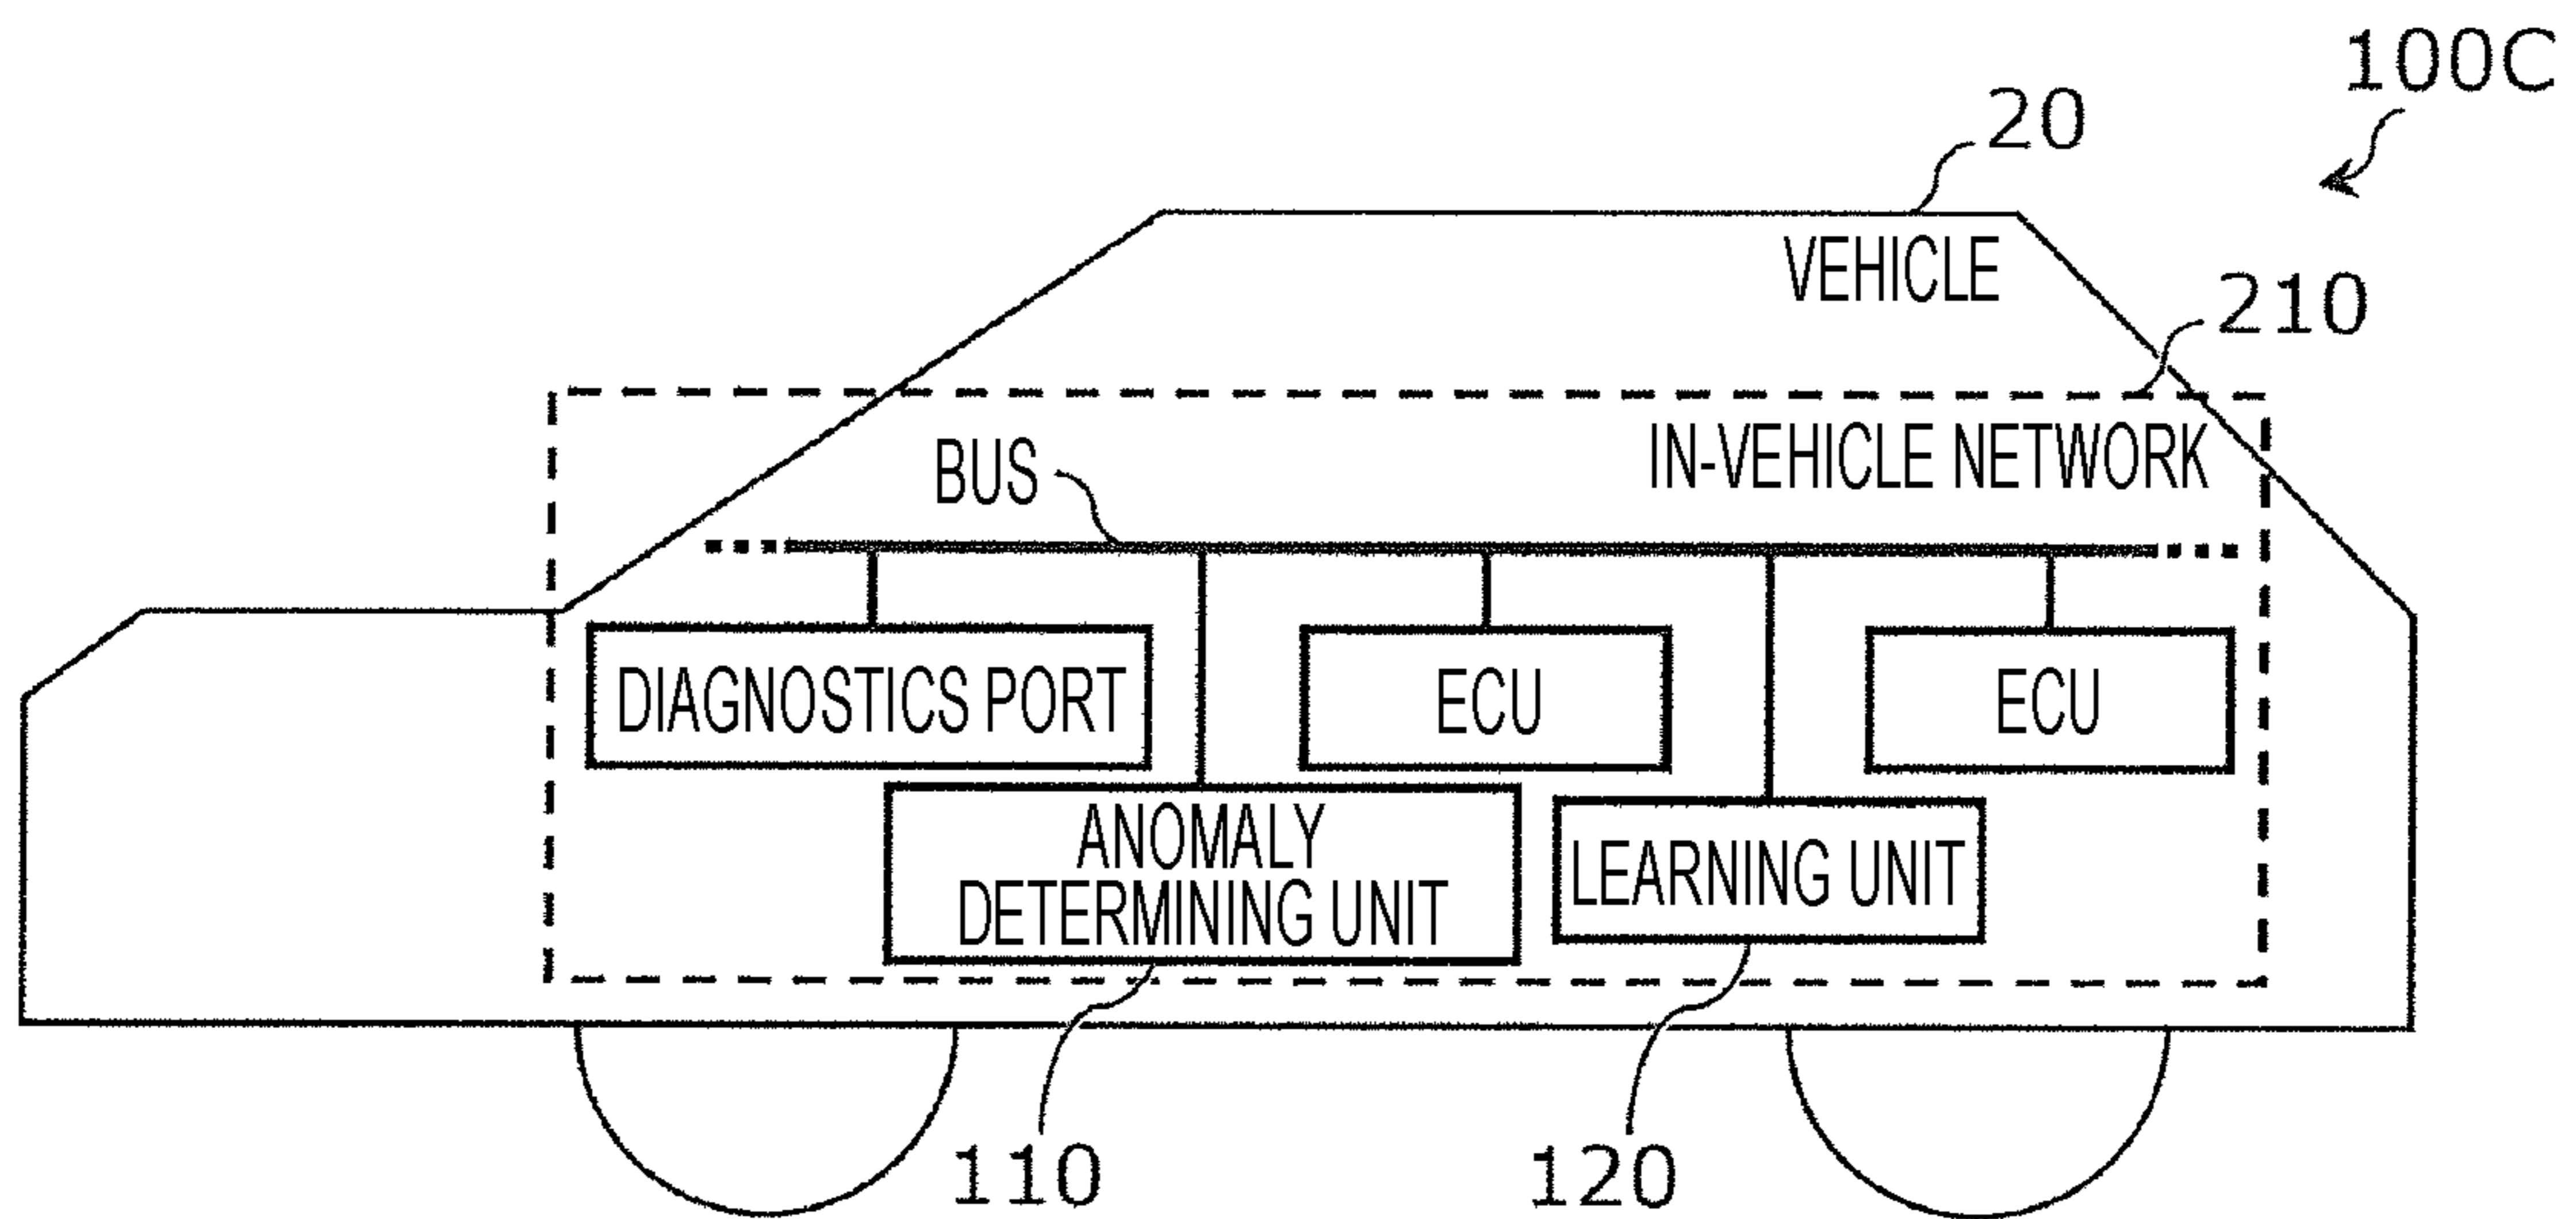 100C
20
VEHICLE
210
BUS
IN-VEHICLE NETWORK
DIAGNOSTICS PORT
ECU
ECU
ANOMALY
DETERMINING UNIT
LEARNING UNIT
110
120